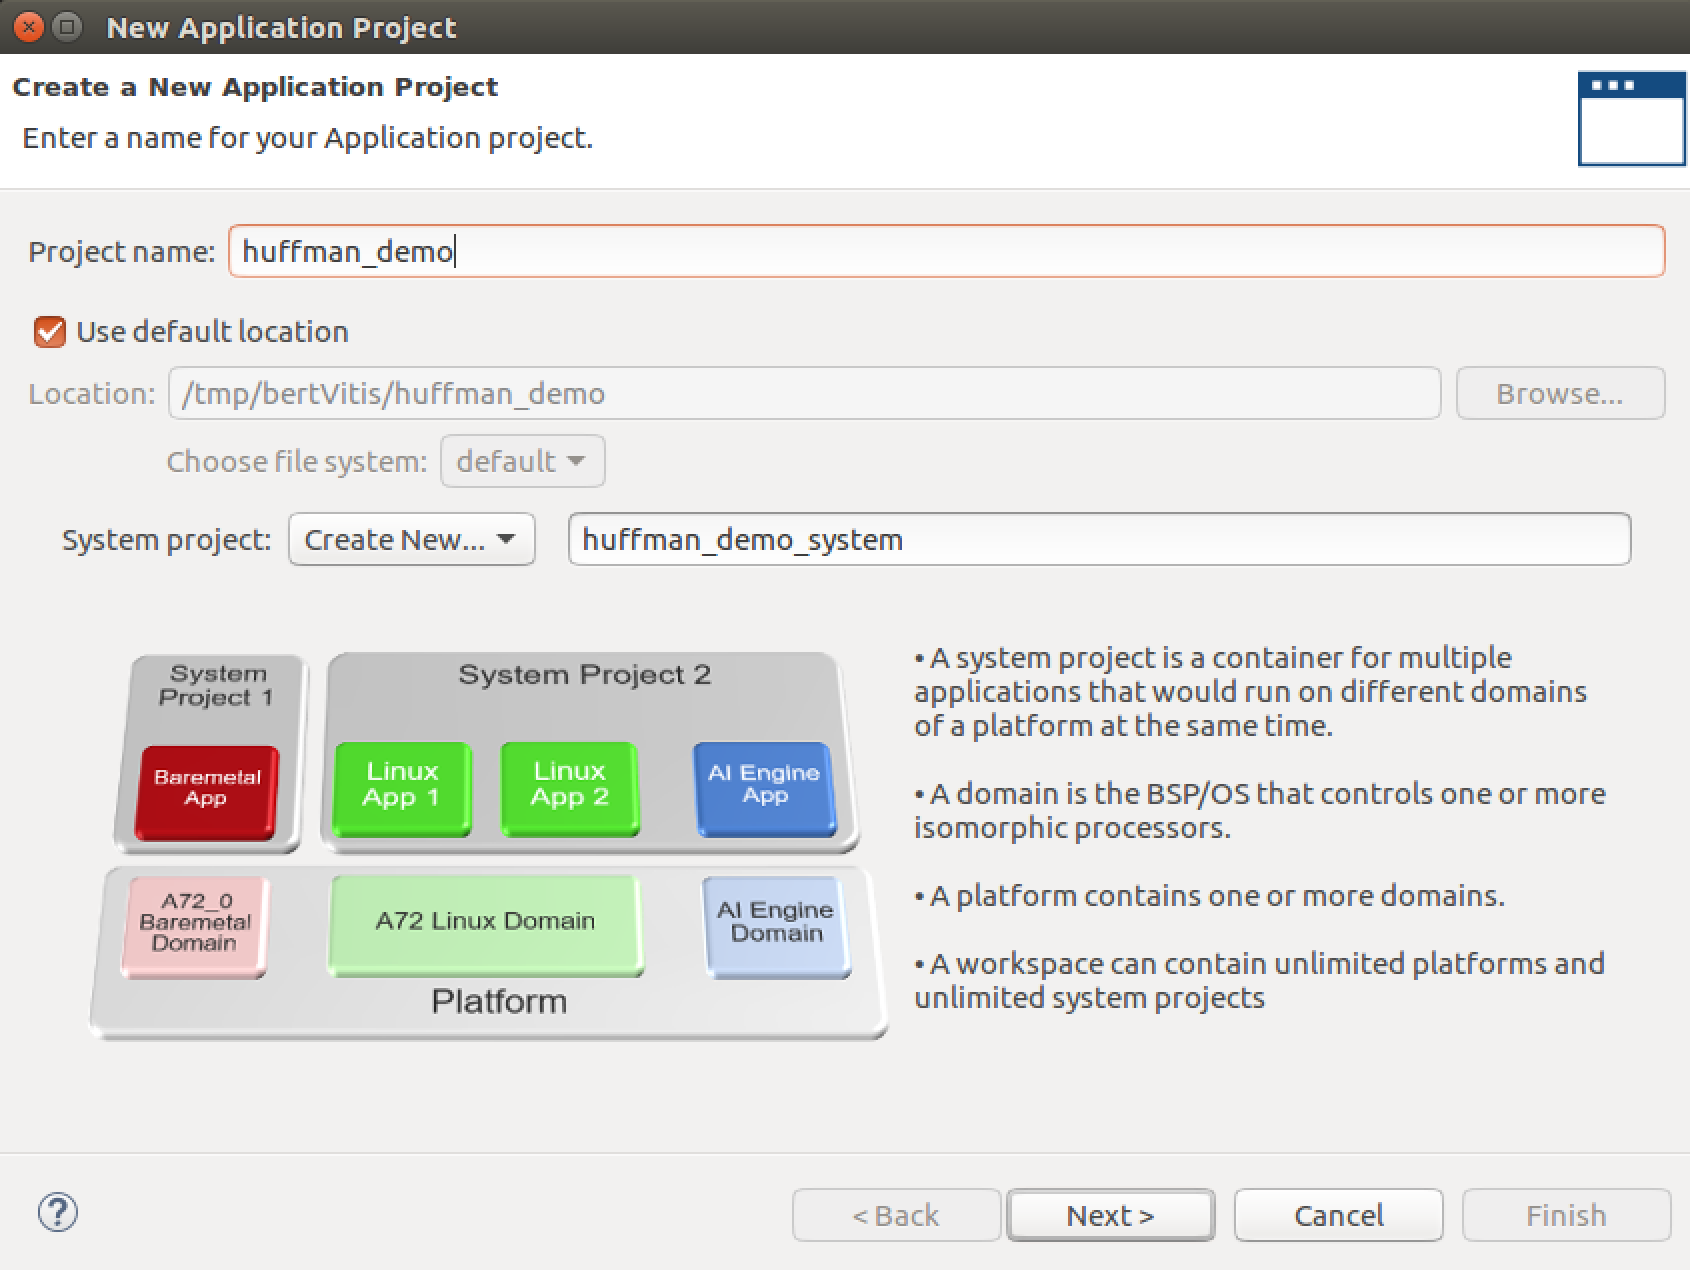 New Application Project
Create a New Application Project
Enter a name for your Application project.
Project name: huffman_demo
Use default location
Location: /tmp/bertVitis/huffman_demo Browse...
Choose file system: default
System project: Create New... huffman_demo_system
System
Project 1
System Project 2
Baremetal
App
Linux
App 1
Linux
App 2
AI Engine
App
A72_0
Baremetal
Domain
A72 Linux Domain
AI Engine
Domain
Platform
• A system project is a container for multiple
applications that would run on different domains
of a platform at the same time.
• A domain is the BSP/OS that controls one or more
isomorphic processors.
• A platform contains one or more domains.
• A workspace can contain unlimited platforms and
unlimited system projects
? < Back Next > Cancel Finish